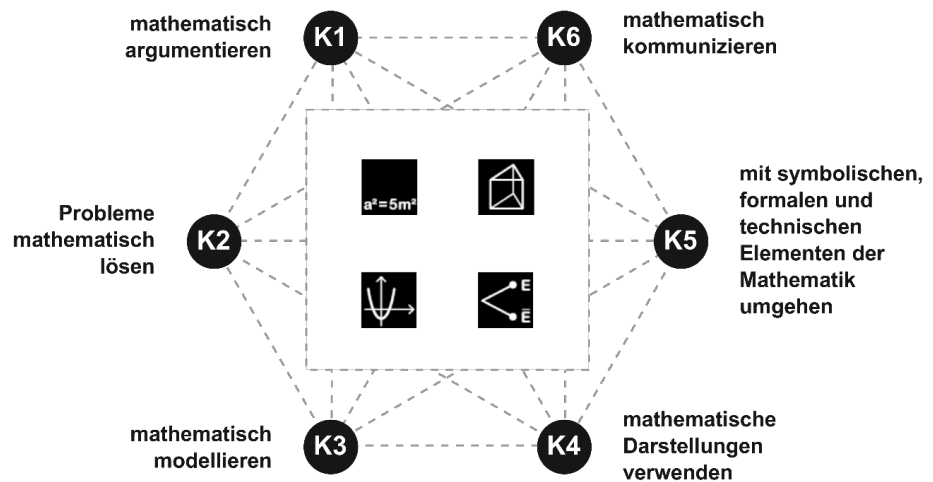 mathematisch
argumentieren
K1
K6
mathematisch
kommunizieren
a²=5m²
Probleme
mathematisch
lösen
K2
K5
mit symbolischen,
formalen und
technischen
Elementen der
Mathematik
umgehen
E
E̅
mathematisch
modellieren
K3
K4
mathematische
Darstellungen
verwenden